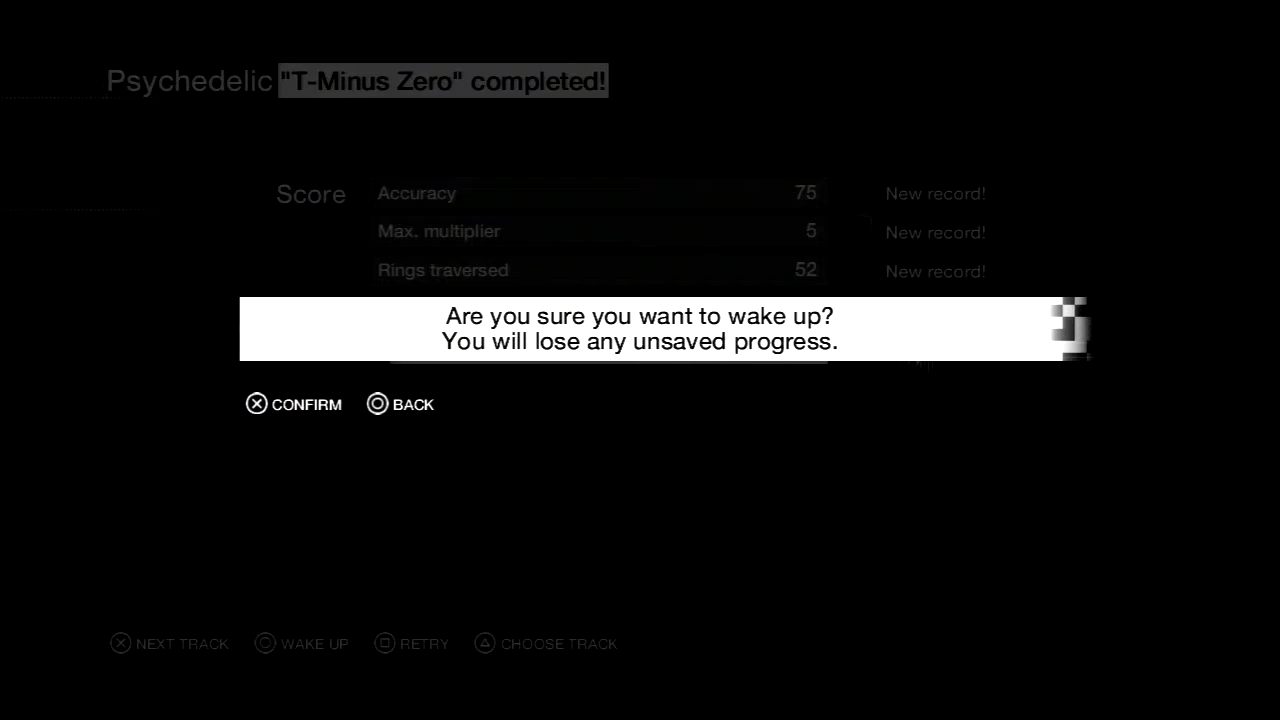 Psychedelic "T-Minus Zero" completed!
Score Accuracy 75 New record!
Max. multiplier 5 New record!
Rings traversed 52 New record!
Are you sure you want to wake up?
You will lose any unsaved progress.
CONFIRM BACK
NEXT TRACK WAKE UP RETRY CHOOSE TRACK